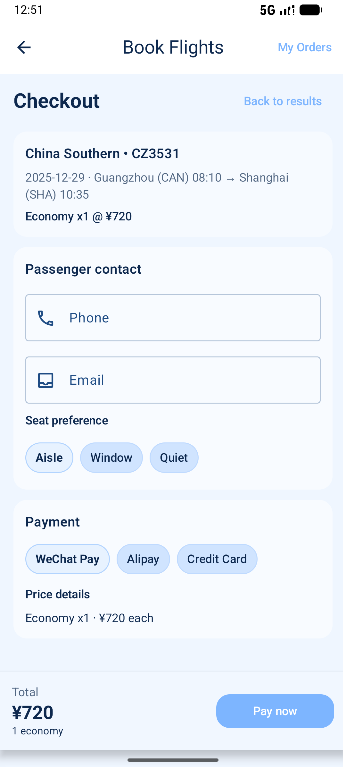 12:51
5G
Book Flights
My Orders
Checkout
Back to results
China Southern • CZ3531
2025-12-29 · Guangzhou (CAN) 08:10 → Shanghai
(SHA) 10:35
Economy x1 @ ¥720
Passenger contact
Phone
Email
Seat preference
Aisle
Window
Quiet
Payment
WeChat Pay
Alipay
Credit Card
Price details
Economy x1 · ¥720 each
Total
¥720
1 economy
Pay now